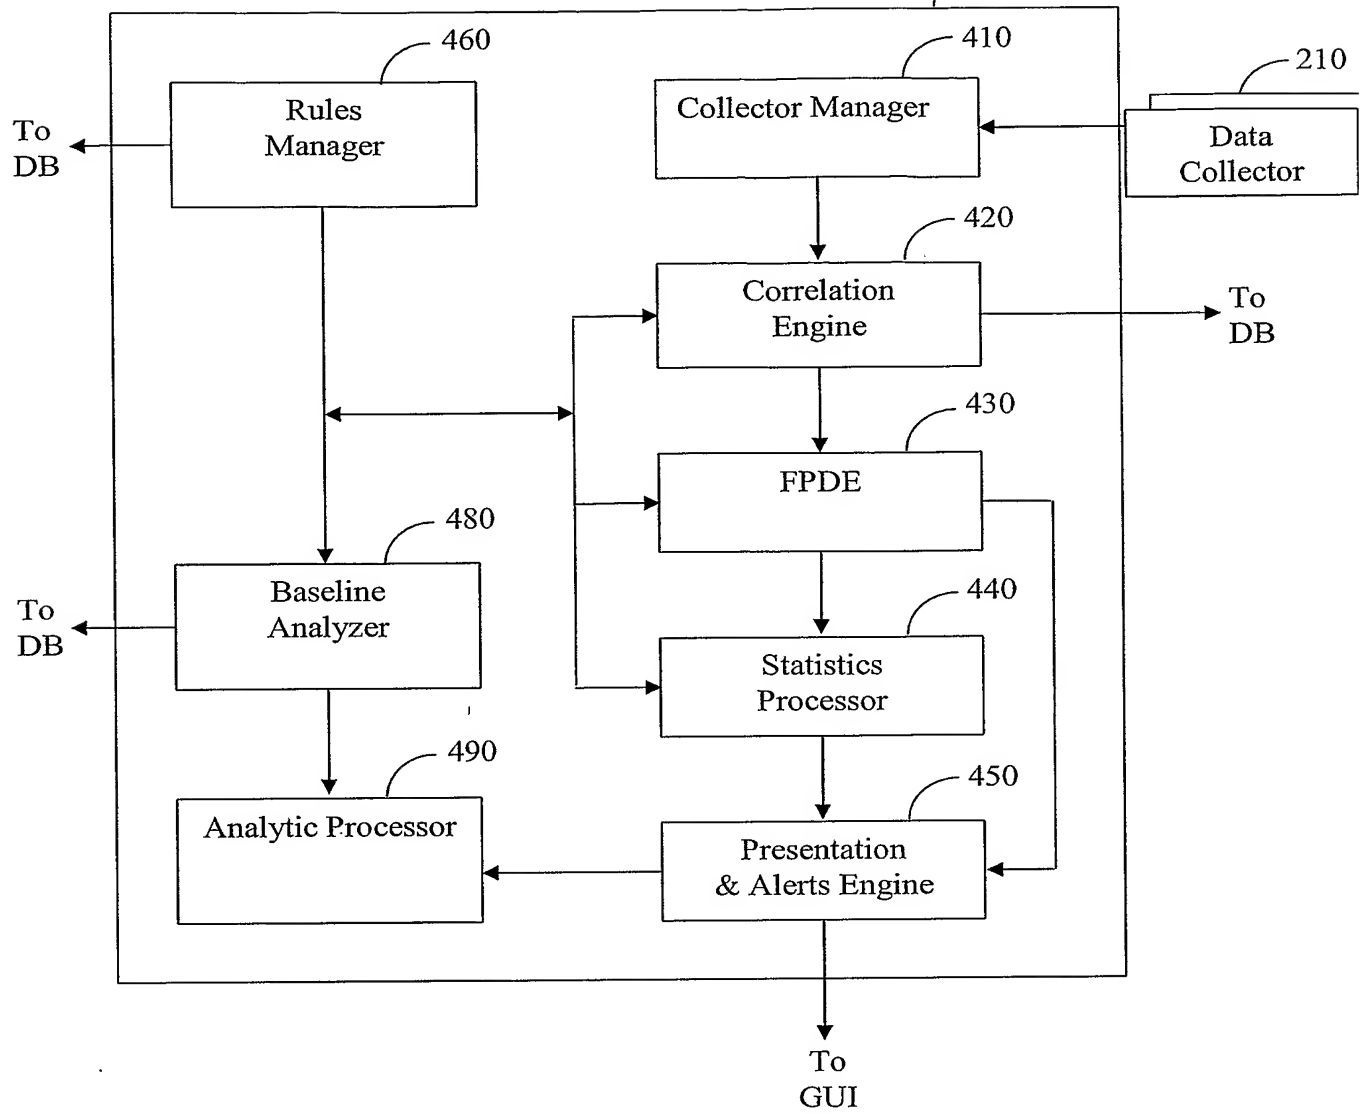 460
Rules
Manager
To
DB
410
Collector Manager
210
Data
Collector
420
Correlation
Engine
To
DB
430
FPDE
480
Baseline
Analyzer
To
DB
440
Statistics
Processor
490
Analytic Processor
450
Presentation
& Alerts Engine
To
GUI